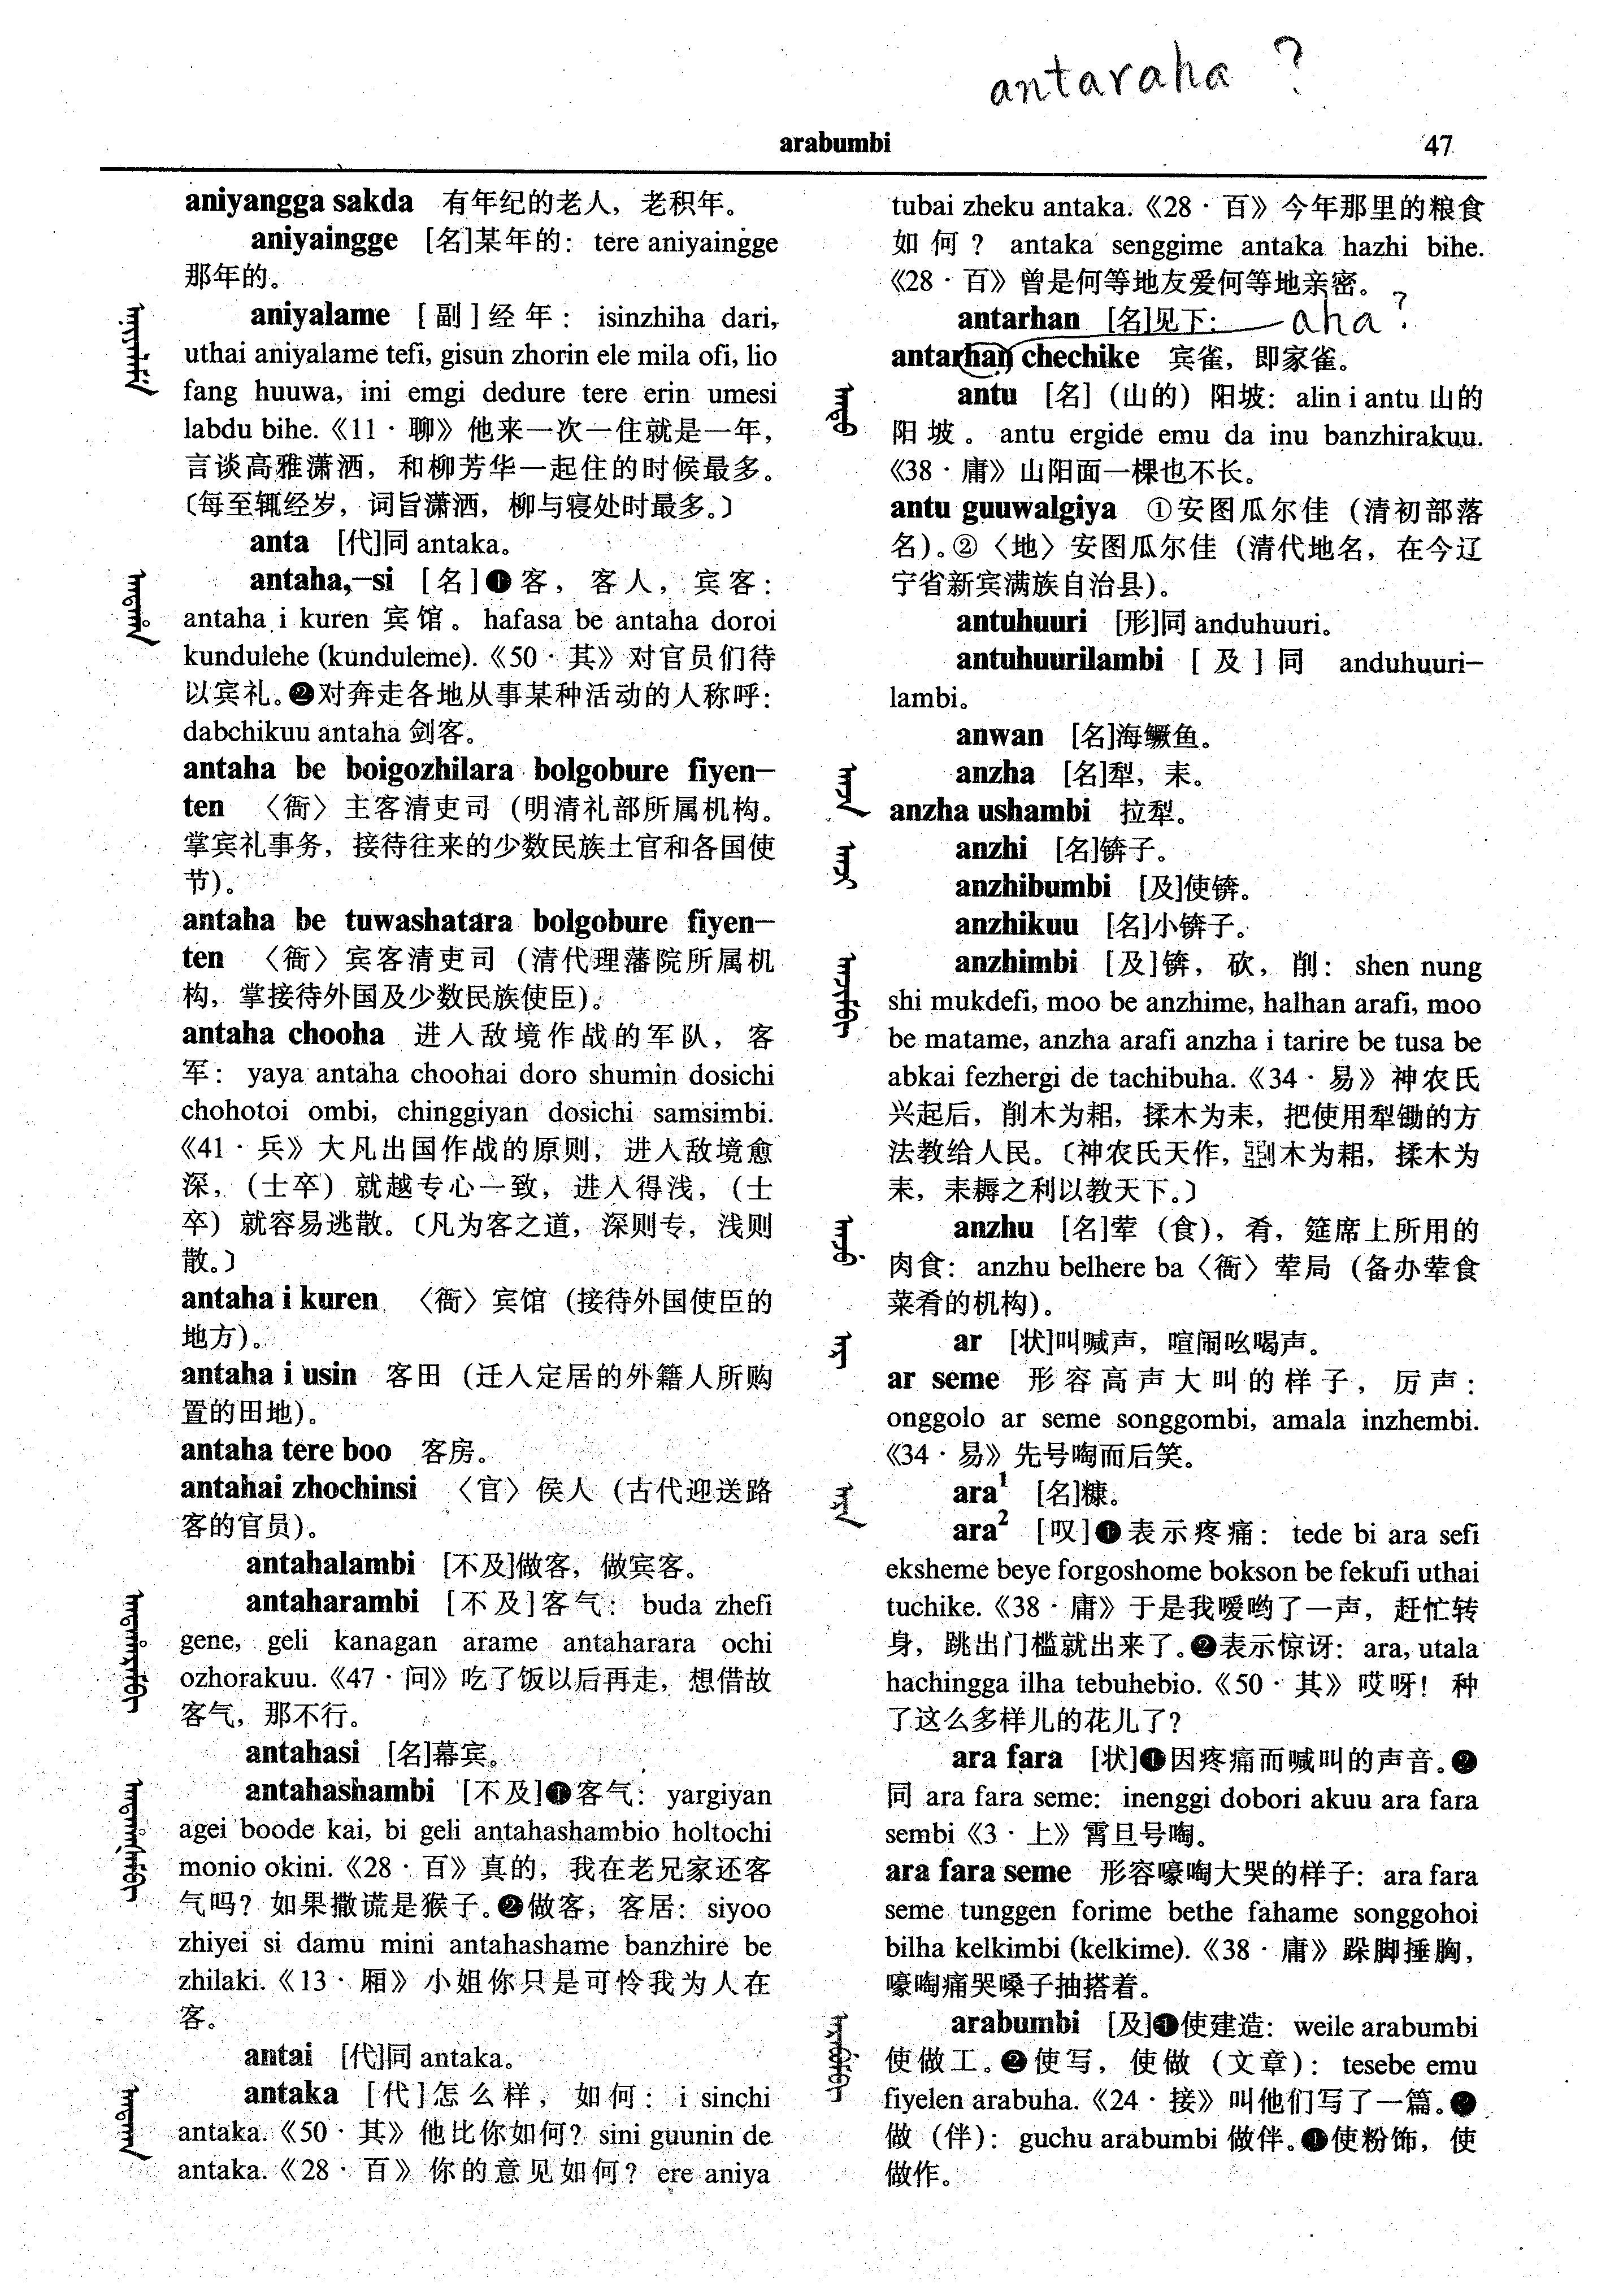 antaraha ?
arabumbi
47
aniyangga sakda 有年纪的老人，老积年。
aniyaingge [名]某年的：tere aniyaingge
那年的。
aniyalame [副]经年：isinzhiha dari,
uthai aniyalame tefi, gisun zhorin ele mila ofi, lio
fang huuwa, ini emgi dedure tere erin umesi
labdu bihe.《11·聊》他来一次一住就是一年，
言谈高雅潇洒，和柳芳华一起住的时候最多。
〔每至辄经岁，词旨潇洒，柳与寝处时最多。〕
anta [代]同 antaka。
antaha,–si [名]❶客，客人，宾客：
antaha i kuren 宾馆。hafasa be antaha doroi
kundulehe (kunduleme).《50·其》对官员们待
以宾礼。❷对奔走各地从事某种活动的人称呼：
dabchikuu antaha 剑客。
antaha be boigozhilara bolgobure fiyen–
ten 〈衙〉主客清吏司（明清礼部所属机构。
掌宾礼事务，接待往来的少数民族土官和各国使
节）。
antaha be tuwashatara bolgobure fiyen–
ten 〈衙〉宾客清吏司（清代理藩院所属机
构，掌接待外国及少数民族使臣）。
antaha chooha 进入敌境作战的军队，客
军：yaya antaha choohai doro shumin dosichi
chohotoi ombi, chinggiyan dosichi samsimbi.
《41·兵》大凡出国作战的原则，进入敌境愈
深，（士卒）就越专心一致，进入得浅，（士
卒）就容易逃散。〔凡为客之道，深则专，浅则
散。〕
antaha i kuren 〈衙〉宾馆（接待外国使臣的
地方）。
antaha i usin 客田（迁入定居的外籍人所购
置的田地）。
antaha tere boo 客房。
antahai zhochinsi 〈官〉侯人（古代迎送路
客的官员）。
antahalambi [不及]做客，做宾客。
antaharambi [不及]客气：buda zhefi
gene, geli kanagan arame antaharara ochi
ozhorakuu.《47·问》吃了饭以后再走，想借故
客气，那不行。
antahasi [名]幕宾。
antahashambi [不及]❶客气：yargiyan
agei boode kai, bi geli antahashambio holtochi
monio okini.《28·百》真的，我在老兄家还客
气吗？如果撒谎是猴子。❷做客；客居：siyoo
zhiyei si damu mini antahashame banzhire be
zhilaki.《13·厢》小姐你只是可怜我为人在
客。
antai [代]同 antaka。
antaka [代]怎么样，如何：i sinchi
antaka.《50·其》他比你如何？sini guunin de
antaka.《28·百》你的意见如何？ere aniya
tubai zheku antaka.《28·百》今年那里的粮食
如何？antaka senggime antaka hazhi bihe.
《28·百》曾是何等地友爱何等地亲密。
antarhan [名]见下： aha ?
antarhan chechike 宾雀，即家雀。
antu [名]（山的）阳坡：alin i antu 山的
阳坡。antu ergide emu da inu banzhirakuu.
《38·庸》山阳面一棵也不长。
antu guuwalgiya ①安图瓜尔佳（清初部落
名）。②〈地〉安图瓜尔佳（清代地名，在今辽
宁省新宾满族自治县）。
antuhuuri [形]同 anduhuuri。
antuhuurilambi [及]同 anduhuuri–
lambi。
anwan [名]海鳜鱼。
anzha [名]犁，耒。
anzha ushambi 拉犁。
anzhi [名]锛子。
anzhibumbi [及]使锛。
anzhikuu [名]小锛子。
anzhimbi [及]锛，砍，削：shen nung
shi mukdefi, moo be anzhime, halhan arafi, moo
be matame, anzha arafi anzha i tarire be tusa be
abkai fezhergi de tachibuha.《34·易》神农氏
兴起后，削木为耜，揉木为耒，把使用犁锄的方
法教给人民。〔神农氏天作，剅木为耜，揉木为
耒，耒耨之利以教天下。〕
anzhu [名]荤（食），肴，筵席上所用的
肉食：anzhu belhere ba〈衙〉荤局（备办荤食
菜肴的机构）。
ar [状]叫喊声，喧闹吆喝声。
ar seme 形容高声大叫的样子，厉声：
onggolo ar seme songgombi, amala inzhembi.
《34·易》先号啕而后笑。
ara¹ [名]糠。
ara² [叹]❶表示疼痛：tede bi ara sefi
eksheme beye forgoshome bokson be fekufi uthai
tuchike.《38·庸》于是我嗳哟了一声，赶忙转
身，跳出门槛就出来了。❷表示惊讶：ara, utala
hachingga ilha tebuhebio.《50·其》哎呀！种
了这么多样儿的花儿了？
ara fara [状]❶因疼痛而喊叫的声音。❷
同 ara fara seme：inenggi dobori akuu ara fara
sembi《3·上》霄旦号啕。
ara fara seme 形容嚎啕大哭的样子：ara fara
seme tunggen forime bethe fahame songgohoi
bilha kelkimbi (kelkime).《38·庸》跺脚捶胸，
嚎啕痛哭嗓子抽搭着。
arabumbi [及]❶使建造：weile arabumbi
使做工。❷使写，使做（文章）：tesebe emu
fiyelen arabuha.《24·接》叫他们写了一篇。❸
做（伴）：guchu arabumbi 做伴。❹使粉饰，使
做作。